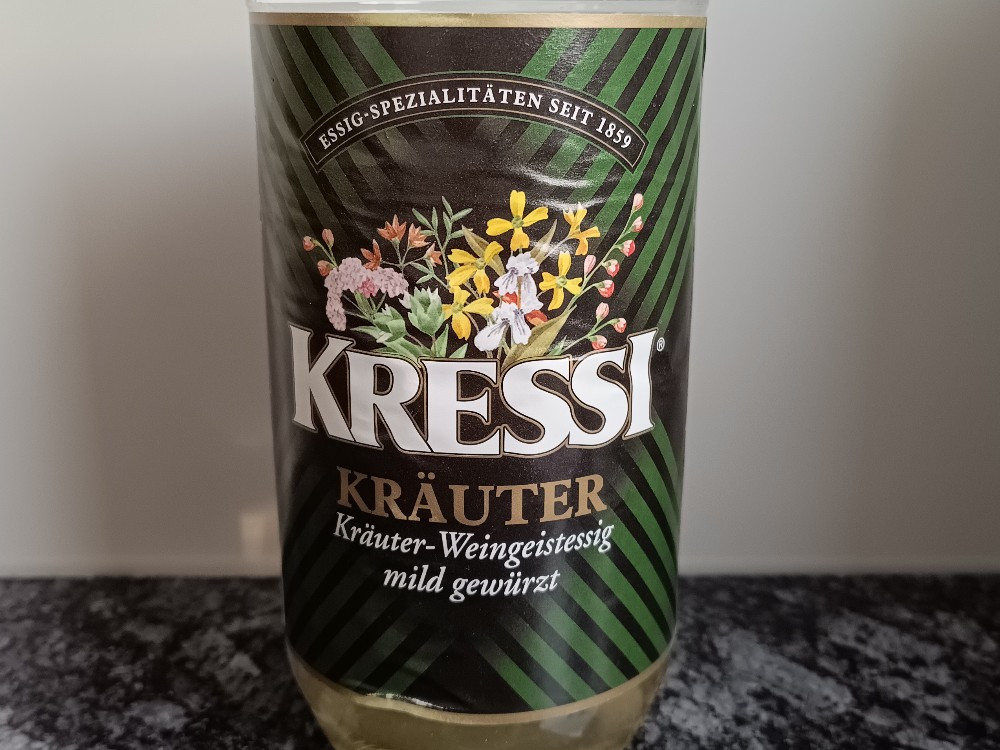 ESSIG-SPEZIALITÄTEN SEIT 1859
KRESSI®
KRÄUTER
Kräuter-Weingeistessig
mild gewürzt